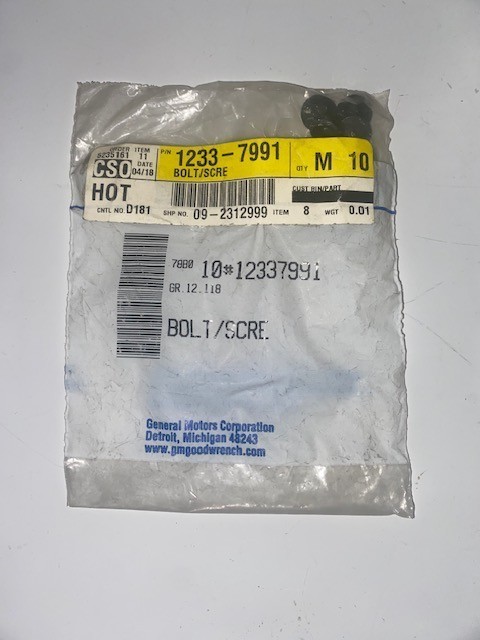 ORDER ITEM
5235161 11
CSO DATE 04/18
HOT
CNTL NO. D181
P/N 1233-7991
BOLT/SCRE
QTY M 10
CUST BIN/PART
SHP NO. 09-2312999 ITEM 8 WGT 0.01
78B0 10*12337991
GR.12.118
BOLT/SCRE
General Motors Corporation
Detroit, Michigan 48243
www.gmgoodwrench.com